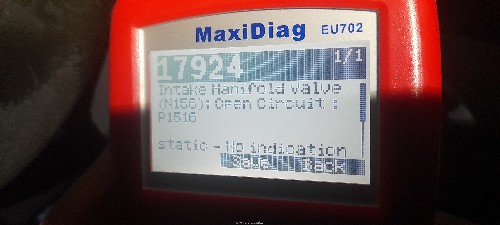 MaxiDiag EU702
17924 1/1
Intake Manifold Valve
(N156): Open Circuit :
P1516
static - No indication
Save Back